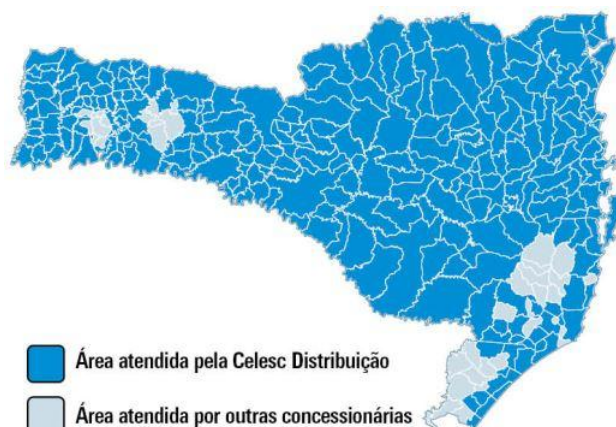 Área atendida pela Celesc Distribuição
Área atendida por outras concessionárias